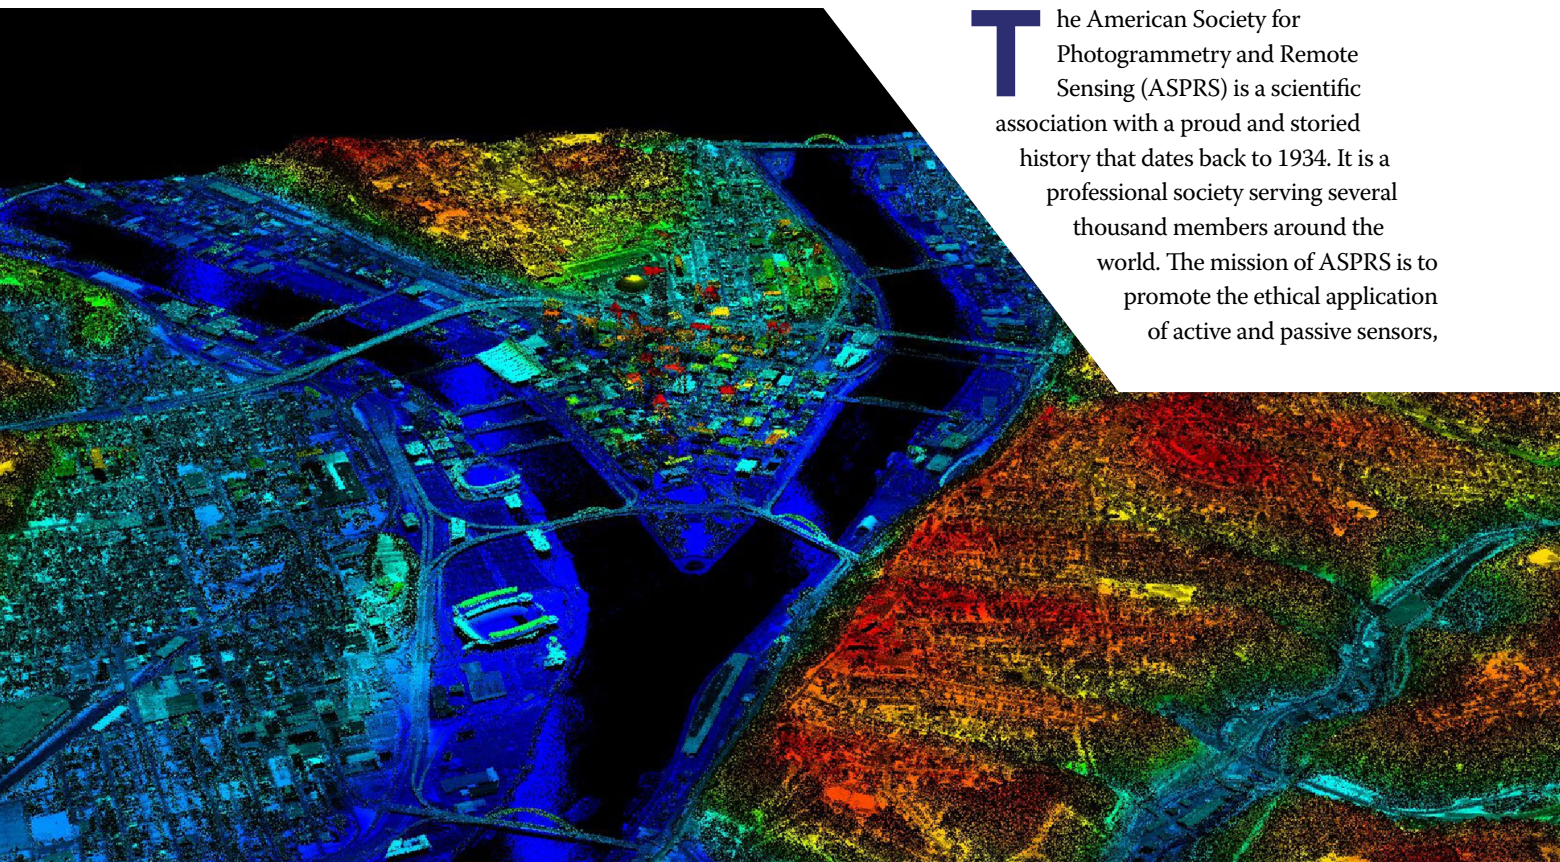 The American Society for
Photogrammetry and Remote
Sensing (ASPRS) is a scientific
association with a proud and storied
history that dates back to 1934. It is a
professional society serving several
thousand members around the
world. The mission of ASPRS is to
promote the ethical application
of active and passive sensors,